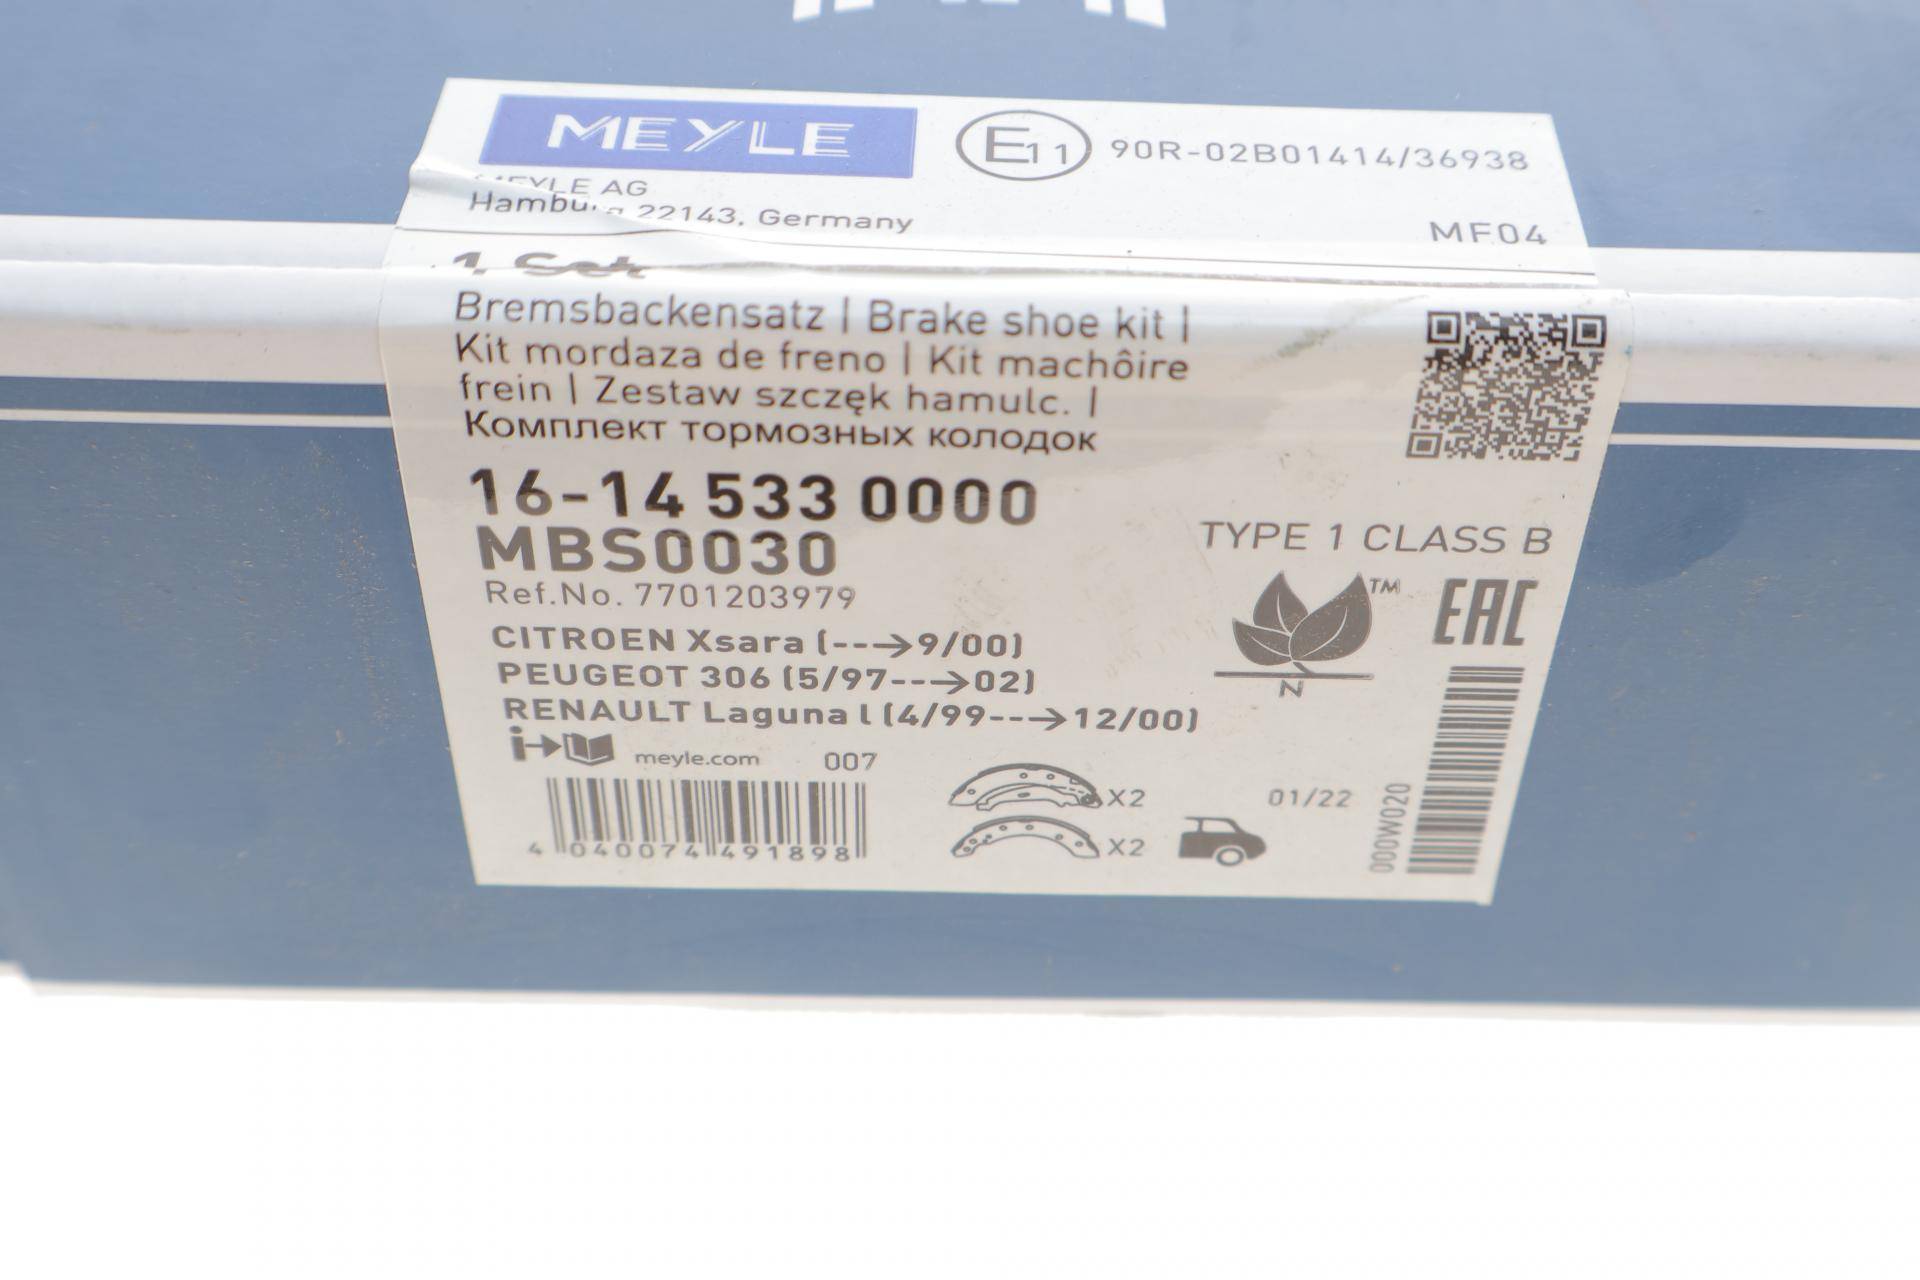 MEYLE
E11 90R-02B01414/36938
MEYLE AG
Hamburg 22143, Germany
MF04
1 Set
Bremsbackensatz | Brake shoe kit |
Kit mordaza de freno | Kit machôire
frein | Zestaw szczęk hamulc. |
Комплект тормозных колодок
16-14 533 0000
MBS0030
TYPE 1 CLASS B
Ref.No. 7701203979
TM
EAC
CITROEN Xsara (--->9/00)
PEUGEOT 306 (5/97--->02)
RENAULT Laguna l (4/99--->12/00)
N
i
meyle.com 007
X2
01/22
X2
000W020
4 040074 491898